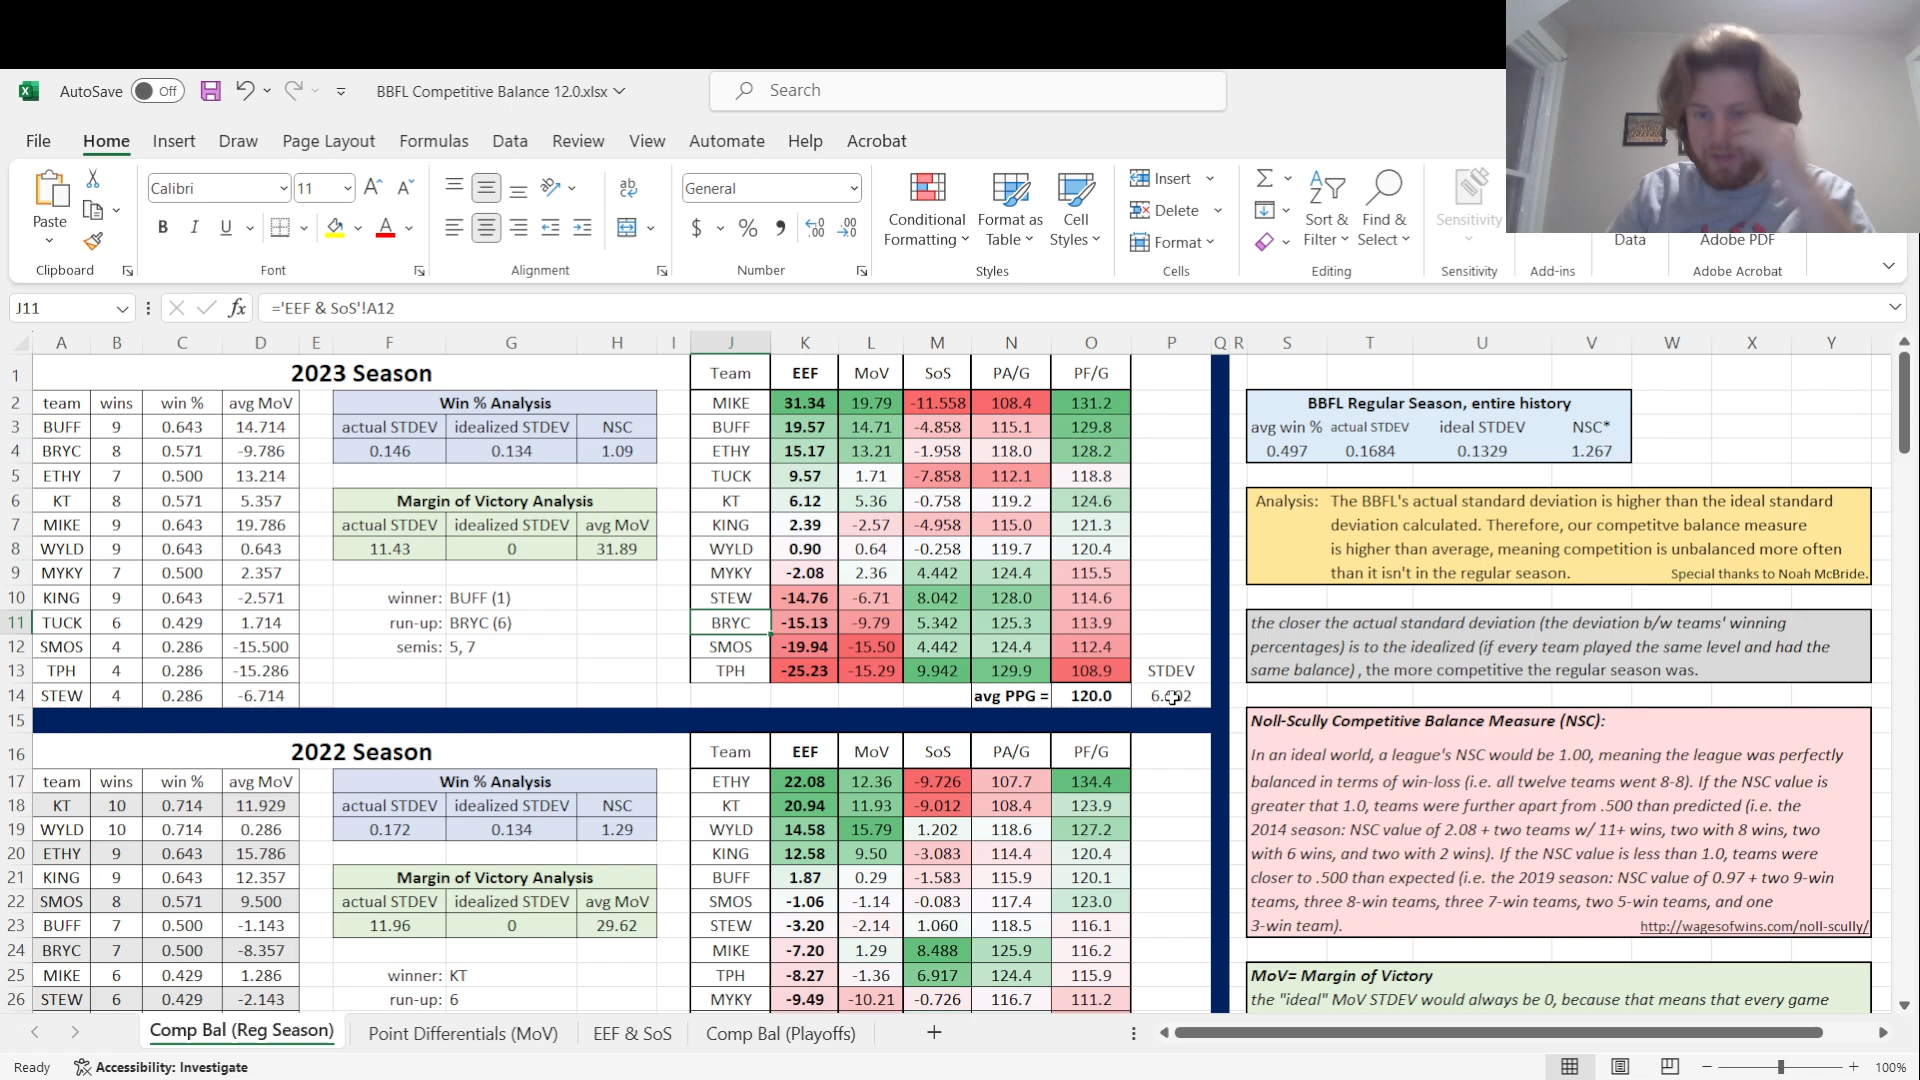 AutoSave Off BBFL Competitive Balance 12.0.xlsx Search
File Home Insert Draw Page Layout Formulas Data Review View Automate Help Acrobat
Calibri 11 General Insert
Paste Conditional Formatting Format as Table Cell Styles Delete Sort & Filter Find & Select Sensitivity Data Adobe PDF
B I U A $ % 9 Format
Clipboard Font Alignment Number Styles Cells Editing Sensitivity Add-ins Adobe Acrobat
J11 fx ='EEF & SoS'!A12
A B C D E F G H I J K L M N O P Q R S T U V W X Y
1 2023 Season Team EEF MoV SoS PA/G PF/G
2 team wins win % avg MoV Win % Analysis MIKE 31.34 19.79 -11.558 108.4 131.2 BBFL Regular Season, entire history
3 BUFF 9 0.643 14.714 actual STDEV idealized STDEV NSC BUFF 19.57 14.71 -4.858 115.1 129.8 avg win % actual STDEV ideal STDEV NSC*
4 BRYC 8 0.571 -9.786 0.146 0.134 1.09 ETHY 15.17 13.21 -1.958 118.0 128.2 0.497 0.1684 0.1329 1.267
5 ETHY 7 0.500 13.214 TUCK 9.57 1.71 -7.858 112.1 118.8
6 KT 8 0.571 5.357 Margin of Victory Analysis KT 6.12 5.36 -0.758 119.2 124.6 Analysis: The BBFL's actual standard deviation is higher than the ideal standard
7 MIKE 9 0.643 19.786 actual STDEV idealized STDEV avg MoV KING 2.39 -2.57 -4.958 115.0 121.3 deviation calculated. Therefore, our competitve balance measure
8 WYLD 9 0.643 0.643 11.43 0 31.89 WYLD 0.90 0.64 -0.258 119.7 120.4 is higher than average, meaning competition is unbalanced more often
9 MYKY 7 0.500 2.357 MYKY -2.08 2.36 4.442 124.4 115.5 than it isn't in the regular season. Special thanks to Noah McBride.
10 KING 9 0.643 -2.571 winner: BUFF (1) STEW -14.76 -6.71 8.042 128.0 114.6
11 TUCK 6 0.429 1.714 run-up: BRYC (6) BRYC -15.13 -9.79 5.342 125.3 113.9 the closer the actual standard deviation (the deviation b/w teams' winning
12 SMOS 4 0.286 -15.500 semis: 5, 7 SMOS -19.94 -15.50 4.442 124.4 112.4 percentages) is to the idealized (if every team played the same level and had the
13 TPH 4 0.286 -15.286 TPH -25.23 -15.29 9.942 129.9 108.9 STDEV same balance), the more competitive the regular season was.
14 STEW 4 0.286 -6.714 avg PPG = 120.0
15 Noll-Scully Competitive Balance Measure (NSC):
16 2022 Season Team EEF MoV SoS PA/G PF/G In an ideal world, a league's NSC would be 1.00, meaning the league was perfectly
17 team wins win % avg MoV Win % Analysis ETHY 22.08 12.36 -9.726 107.7 134.4 balanced in terms of win-loss (i.e. all twelve teams went 8-8). If the NSC value is
18 KT 10 0.714 11.929 actual STDEV idealized STDEV NSC KT 20.94 11.93 -9.012 108.4 123.9 greater that 1.0, teams were further apart from .500 than predicted (i.e. the
19 WYLD 10 0.714 0.286 0.172 0.134 1.29 WYLD 14.58 15.79 1.202 118.6 127.2 2014 season: NSC value of 2.08 + two teams w/ 11+ wins, two with 8 wins, two
20 ETHY 9 0.643 15.786 KING 12.58 9.50 -3.083 114.4 120.4 with 6 wins, and two with 2 wins). If the NSC value is less than 1.0, teams were
21 KING 9 0.643 12.357 Margin of Victory Analysis BUFF 1.87 0.29 -1.583 115.9 120.1 closer to .500 than expected (i.e. the 2019 season: NSC value of 0.97 + two 9-win
22 SMOS 8 0.571 9.500 actual STDEV idealized STDEV avg MoV SMOS -1.06 -1.14 -0.083 117.4 123.0 teams, three 8-win teams, three 7-win teams, two 5-win teams, and one
23 BUFF 7 0.500 -1.143 11.96 0 29.62 STEW -3.20 -2.14 1.060 118.5 116.1 3-win team). http://wagesofwins.com/noll-scully/
24 BRYC 7 0.500 -8.357 MIKE -7.20 1.29 8.488 125.9 116.2
25 MIKE 6 0.429 1.286 winner: KT TPH -8.27 -1.36 6.917 124.4 115.9 MoV= Margin of Victory
26 STEW 6 0.429 -2.143 run-up: 6 MYKY -9.49 -10.21 -0.726 116.7 111.2 the "ideal" MoV STDEV would always be 0, because that means that every game
Comp Bal (Reg Season) Point Differentials (MoV) EEF & SoS Comp Bal (Playoffs)
Ready Accessibility: Investigate 100%